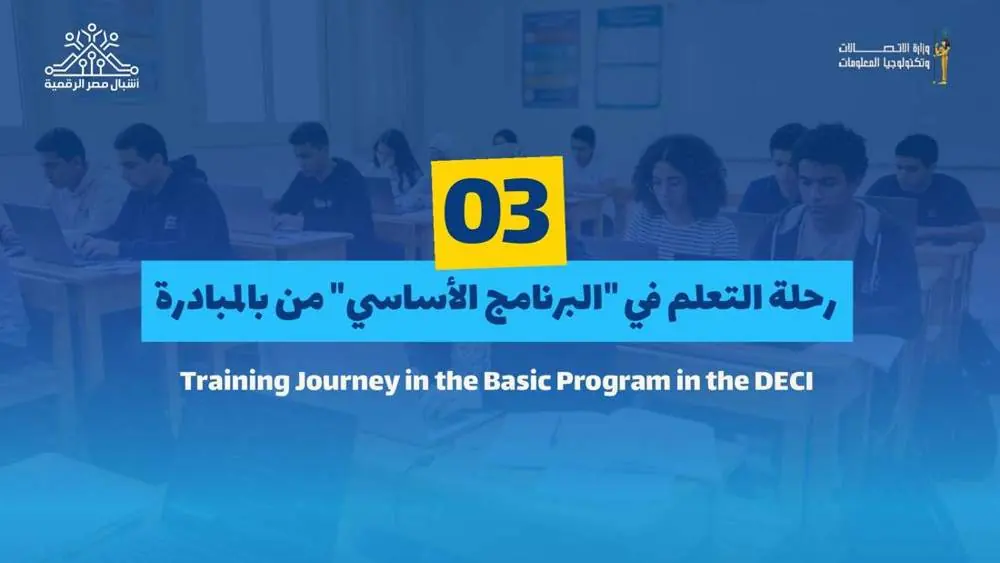 أشبال مصر الرقمية
وزارة الاتصــالات
وتكنولوجيا المعلومات
03
رحلة التعلم في "البرنامج الأساسي" من بالمبادرة
Training Journey in the Basic Program in the DECI